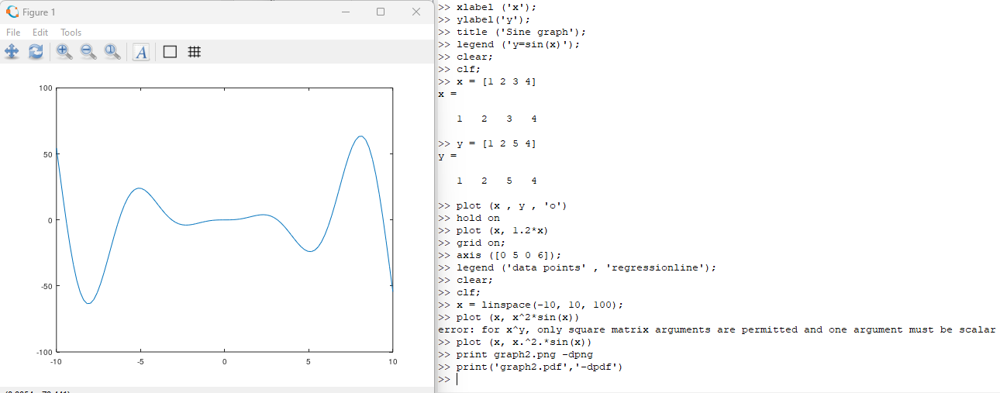 Figure 1
File Edit Tools
A
100
50
0
-50
-100
-10 -5 0 5 10
>> xlabel ('x');
>> ylabel('y');
>> title ('Sine graph');
>> legend ('y=sin(x)');
>> clear;
>> clf;
>> x = [1 2 3 4]
x =
1 2 3 4
>> y = [1 2 5 4]
y =
1 2 5 4
>> plot (x , y , 'o')
>> hold on
>> plot (x, 1.2*x)
>> grid on;
>> axis ([0 5 0 6]);
>> legend ('data points' , 'regressionline');
>> clear;
>> clf;
>> x = linspace(-10, 10, 100);
>> plot (x, x^2*sin(x))
error: for x^y, only square matrix arguments are permitted and one argument must be scalar
>> plot (x, x.^2.*sin(x))
>> print graph2.png -dpng
>> print('graph2.pdf','-dpdf')
>>